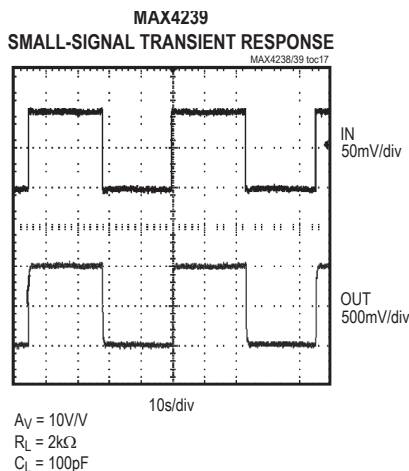 MAX4239
SMALL-SIGNAL TRANSIENT RESPONSE
MAX4238/39 toc17
IN
50mV/div
OUT
500mV/div
10s/div
AV = 10V/V
RL = 2kΩ
CL = 100pF